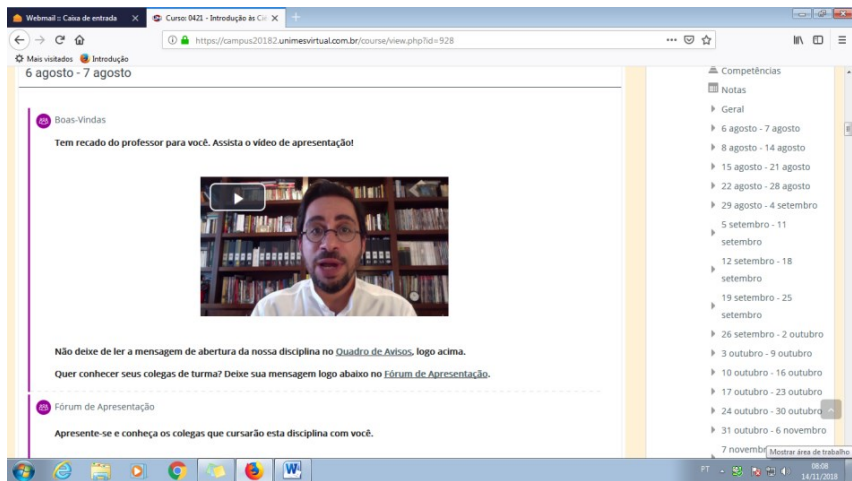 Webmail :: Caixa de entrada
Curso: 0421 - Introdução às Ciê
https://campus20182.unimesvirtual.com.br/course/view.php?id=928
Mais visitados Introdução
6 agosto - 7 agosto
Boas-Vindas
Tem recado do professor para você. Assista o vídeo de apresentação!
Não deixe de ler a mensagem de abertura da nossa disciplina no Quadro de Avisos, logo acima.
Quer conhecer seus colegas de turma? Deixe sua mensagem logo abaixo no Fórum de Apresentação.
Fórum de Apresentação
Apresente-se e conheça os colegas que cursarão esta disciplina com você.
Competências
Notas
Geral
6 agosto - 7 agosto
8 agosto - 14 agosto
15 agosto - 21 agosto
22 agosto - 28 agosto
29 agosto - 4 setembro
5 setembro - 11
setembro
12 setembro - 18
setembro
19 setembro - 25
setembro
26 setembro - 2 outubro
3 outubro - 9 outubro
10 outubro - 16 outubro
17 outubro - 23 outubro
24 outubro - 30 outubro
31 outubro - 6 novembro
7 novembr
Mostrar área de trabalho
PT
08:08
14/11/2018